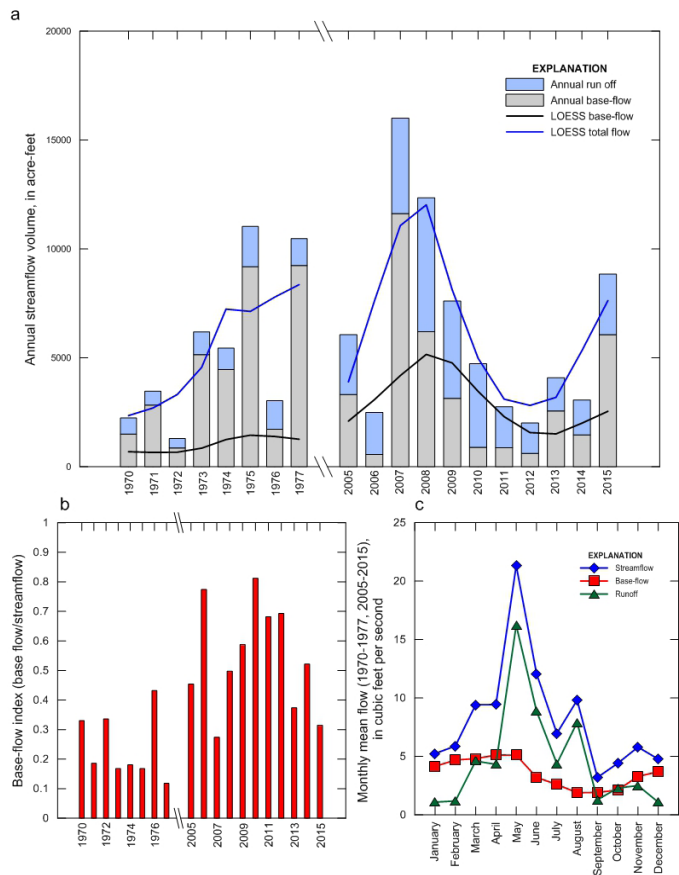 a
20000
15000
10000
5000
0
Annual streamflow volume, in acre-feet
EXPLANATION
Annual run off
Annual base-flow
LOESS base-flow
LOESS total flow
1970 1971 1972 1973 1974 1975 1976 1977 2005 2006 2007 2008 2009 2010 2011 2012 2013 2014 2015
b
1
0.9
0.8
0.7
0.6
0.5
0.4
0.3
0.2
0.1
0
Base-flow index (base flow/streamflow)
1970 1972 1974 1976 2005 2007 2009 2011 2013 2015
c
25
20
15
10
5
0
Monthly mean flow (1970-1977, 2005-2015),
in cubic feet per second
EXPLANATION
Streamflow
Base-flow
Runoff
January February March April May June July August September October November December